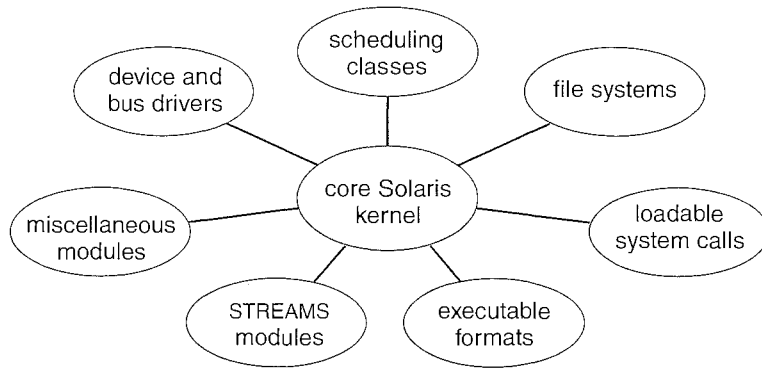 scheduling
classes
device and
bus drivers
file systems
core Solaris
kernel
miscellaneous
modules
loadable
system calls
STREAMS
modules
executable
formats